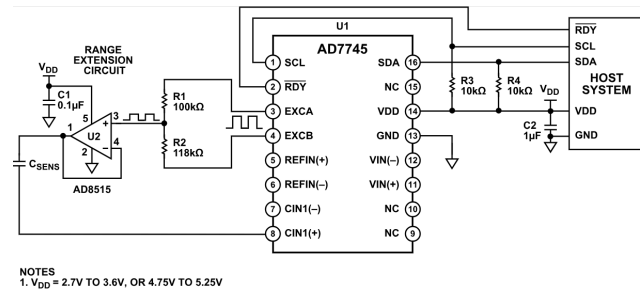 U1
AD7745
RANGE
EXTENSION
CIRCUIT
VDD
C1
0.1µF
5
3
1
U2
4
2
+
−
AD8515
CSENS
R1
100kΩ
R2
118kΩ
1 SCL
2 RDY
3 EXCA
4 EXCB
5 REFIN(+)
6 REFIN(−)
7 CIN1(−)
8 CIN1(+)
SDA 16
NC 15
VDD 14
GND 13
VIN(−) 12
VIN(+) 11
NC 10
NC 9
R3
10kΩ
R4
10kΩ
VDD
C2
1µF
RDY
SCL
SDA
HOST
SYSTEM
VDD
GND
NOTES
1. VDD = 2.7V TO 3.6V, OR 4.75V TO 5.25V